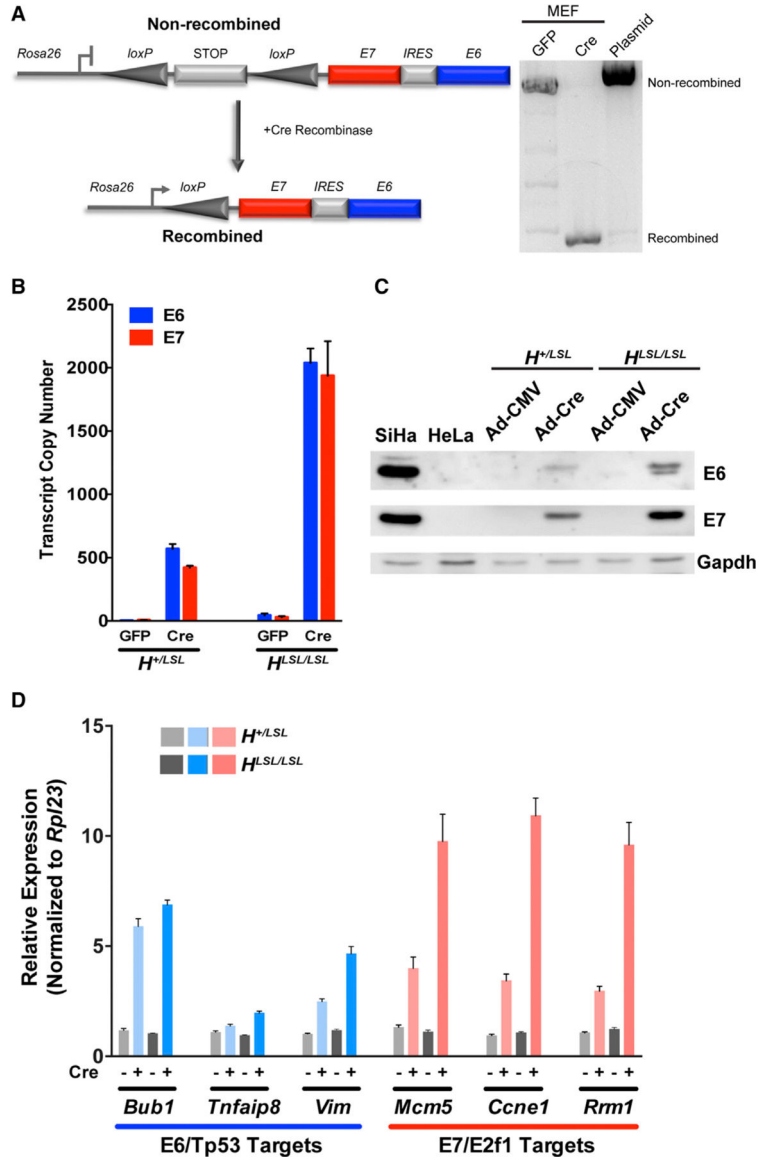 A
Non-recombined
Rosa26 loxP STOP loxP E7 IRES E6
+Cre Recombinase
Rosa26 loxP E7 IRES E6
Recombined
MEF
GFP Cre Plasmid
Non-recombined
Recombined
B
Transcript Copy Number
2500
2000
1500
1000
500
0
E6
E7
GFP Cre GFP Cre
H+/LSL HLSL/LSL
C
H+/LSL HLSL/LSL
SiHa HeLa Ad-CMV Ad-Cre Ad-CMV Ad-Cre
E6
E7
Gapdh
D
Relative Expression
(Normalized to Rpl23)
15
10
5
0
H+/LSL
HLSL/LSL
Cre - + - + - + - + - + - + - + - + - + - + - + - +
Bub1 Tnfaip8 Vim Mcm5 Ccne1 Rrm1
E6/Tp53 Targets E7/E2f1 Targets